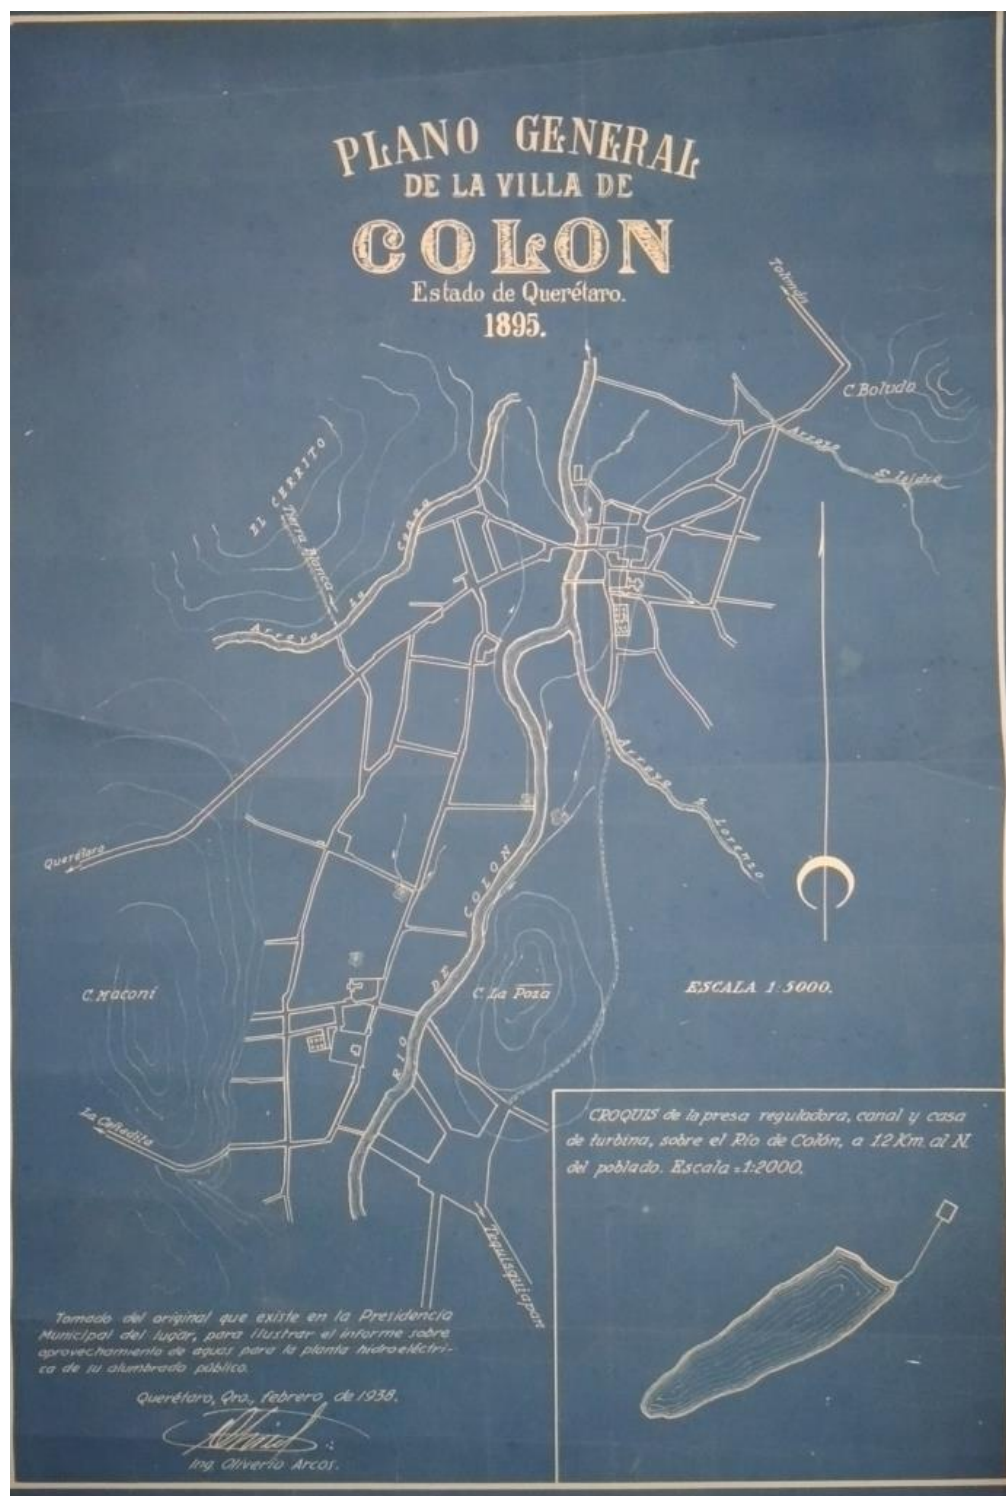 PLANO GENERAL
DE LA VILLA DE
COLON
Estado de Querétaro.
1895.
Tolimán
C. Boludo
Arroyo
S. Isidro
EL CERRITO
Tierra Blanca
Arroyo La Canoa
Arroyo S. Lorenzo
Querétaro
RIO DE COLON
C. Maconí
C. La Poza
ESCALA 1:5000.
La Cañadita
Tequisquiapan
CROQUIS de la presa reguladora, canal y casa
de turbina, sobre el Río de Colón, a 1.2 Km. al N.
del poblado. Escala=1:2000.
Tomado del original que existe en la Presidencia
Municipal del lugar, para ilustrar el informe sobre
aprovechamiento de aguas para la planta hidroeléctri-
ca de su alumbrado público.
Querétaro, Qro., febrero de 1938.
Ing. Oliverio Arcos.